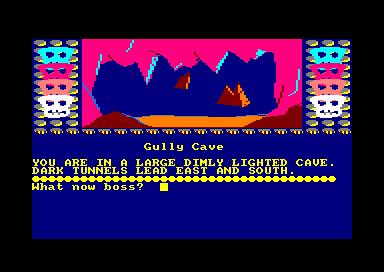 Gully Cave
YOU ARE IN A LARGE DIMLY LIGHTED CAVE.
DARK TUNNELS LEAD EAST AND SOUTH.
What now boss?